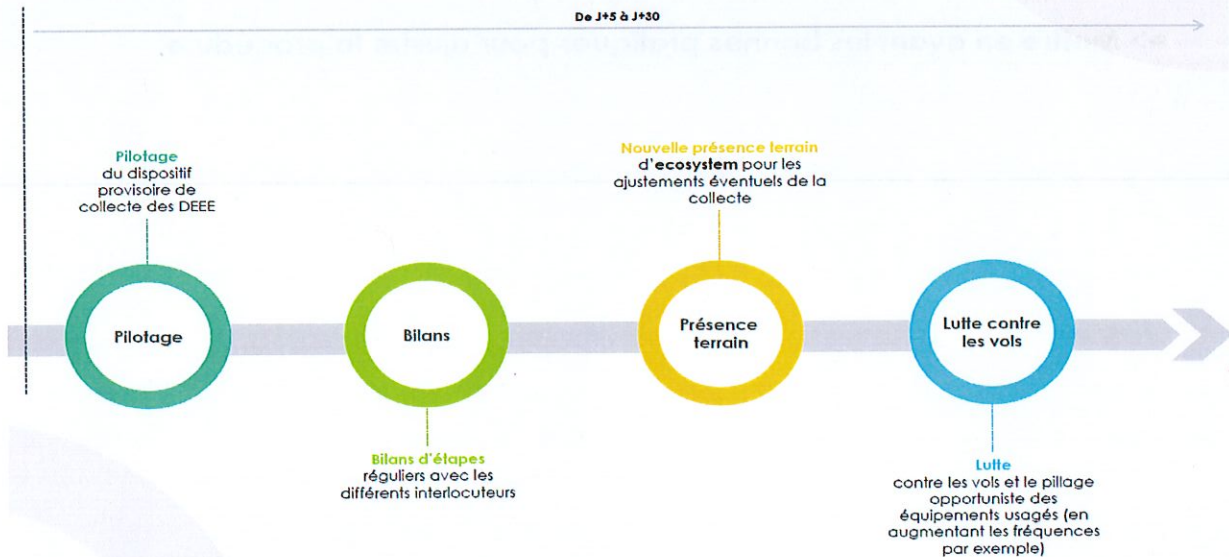 De J+5 à J+30
Pilotage
du dispositif
provisoire de
collecte des DEEE
Nouvelle présence terrain
d'ecosystem pour les
ajustements éventuels de la
collecte
Pilotage
Bilans
Présence
terrain
Lutte contre
les vols
Bilans d'étapes
réguliers avec les
différents interlocuteurs
Lutte
contre les vols et le pillage
opportuniste des
équipements usagés (en
augmentant les fréquences
par exemple)